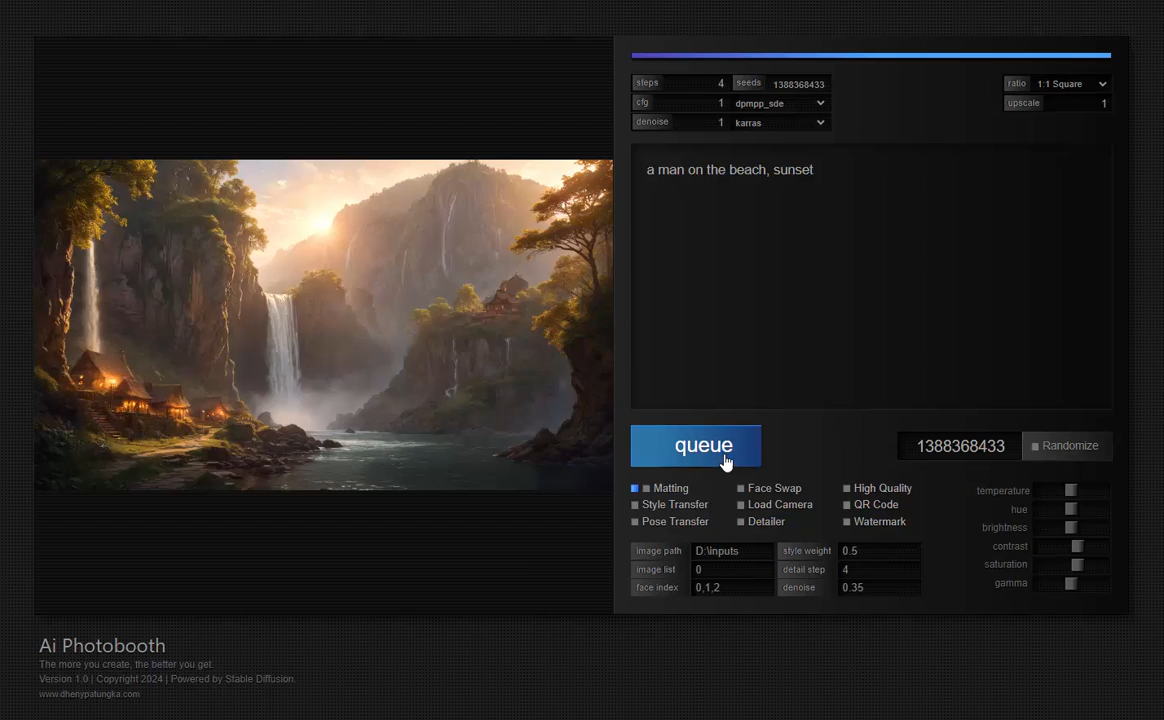 steps 4 seeds 1388368433 ratio 1:1 Square
cfg 1 dpmpp_sde upscale 1
denoise 1 karras
a man on the beach, sunset
queue 1388368433 Randomize
Matting Face Swap High Quality temperature
Style Transfer Load Camera QR Code hue
Pose Transfer Detailer Watermark brightness
contrast
image path D:\inputs style weight 0.5 saturation
image list 0 detail step 4
face index 0,1,2 denoise 0.35 gamma
Ai Photobooth
The more you create, the better you get.
Version 1.0 | Copyright 2024 | Powered by Stable Diffusion.
www.dhenypatungka.com